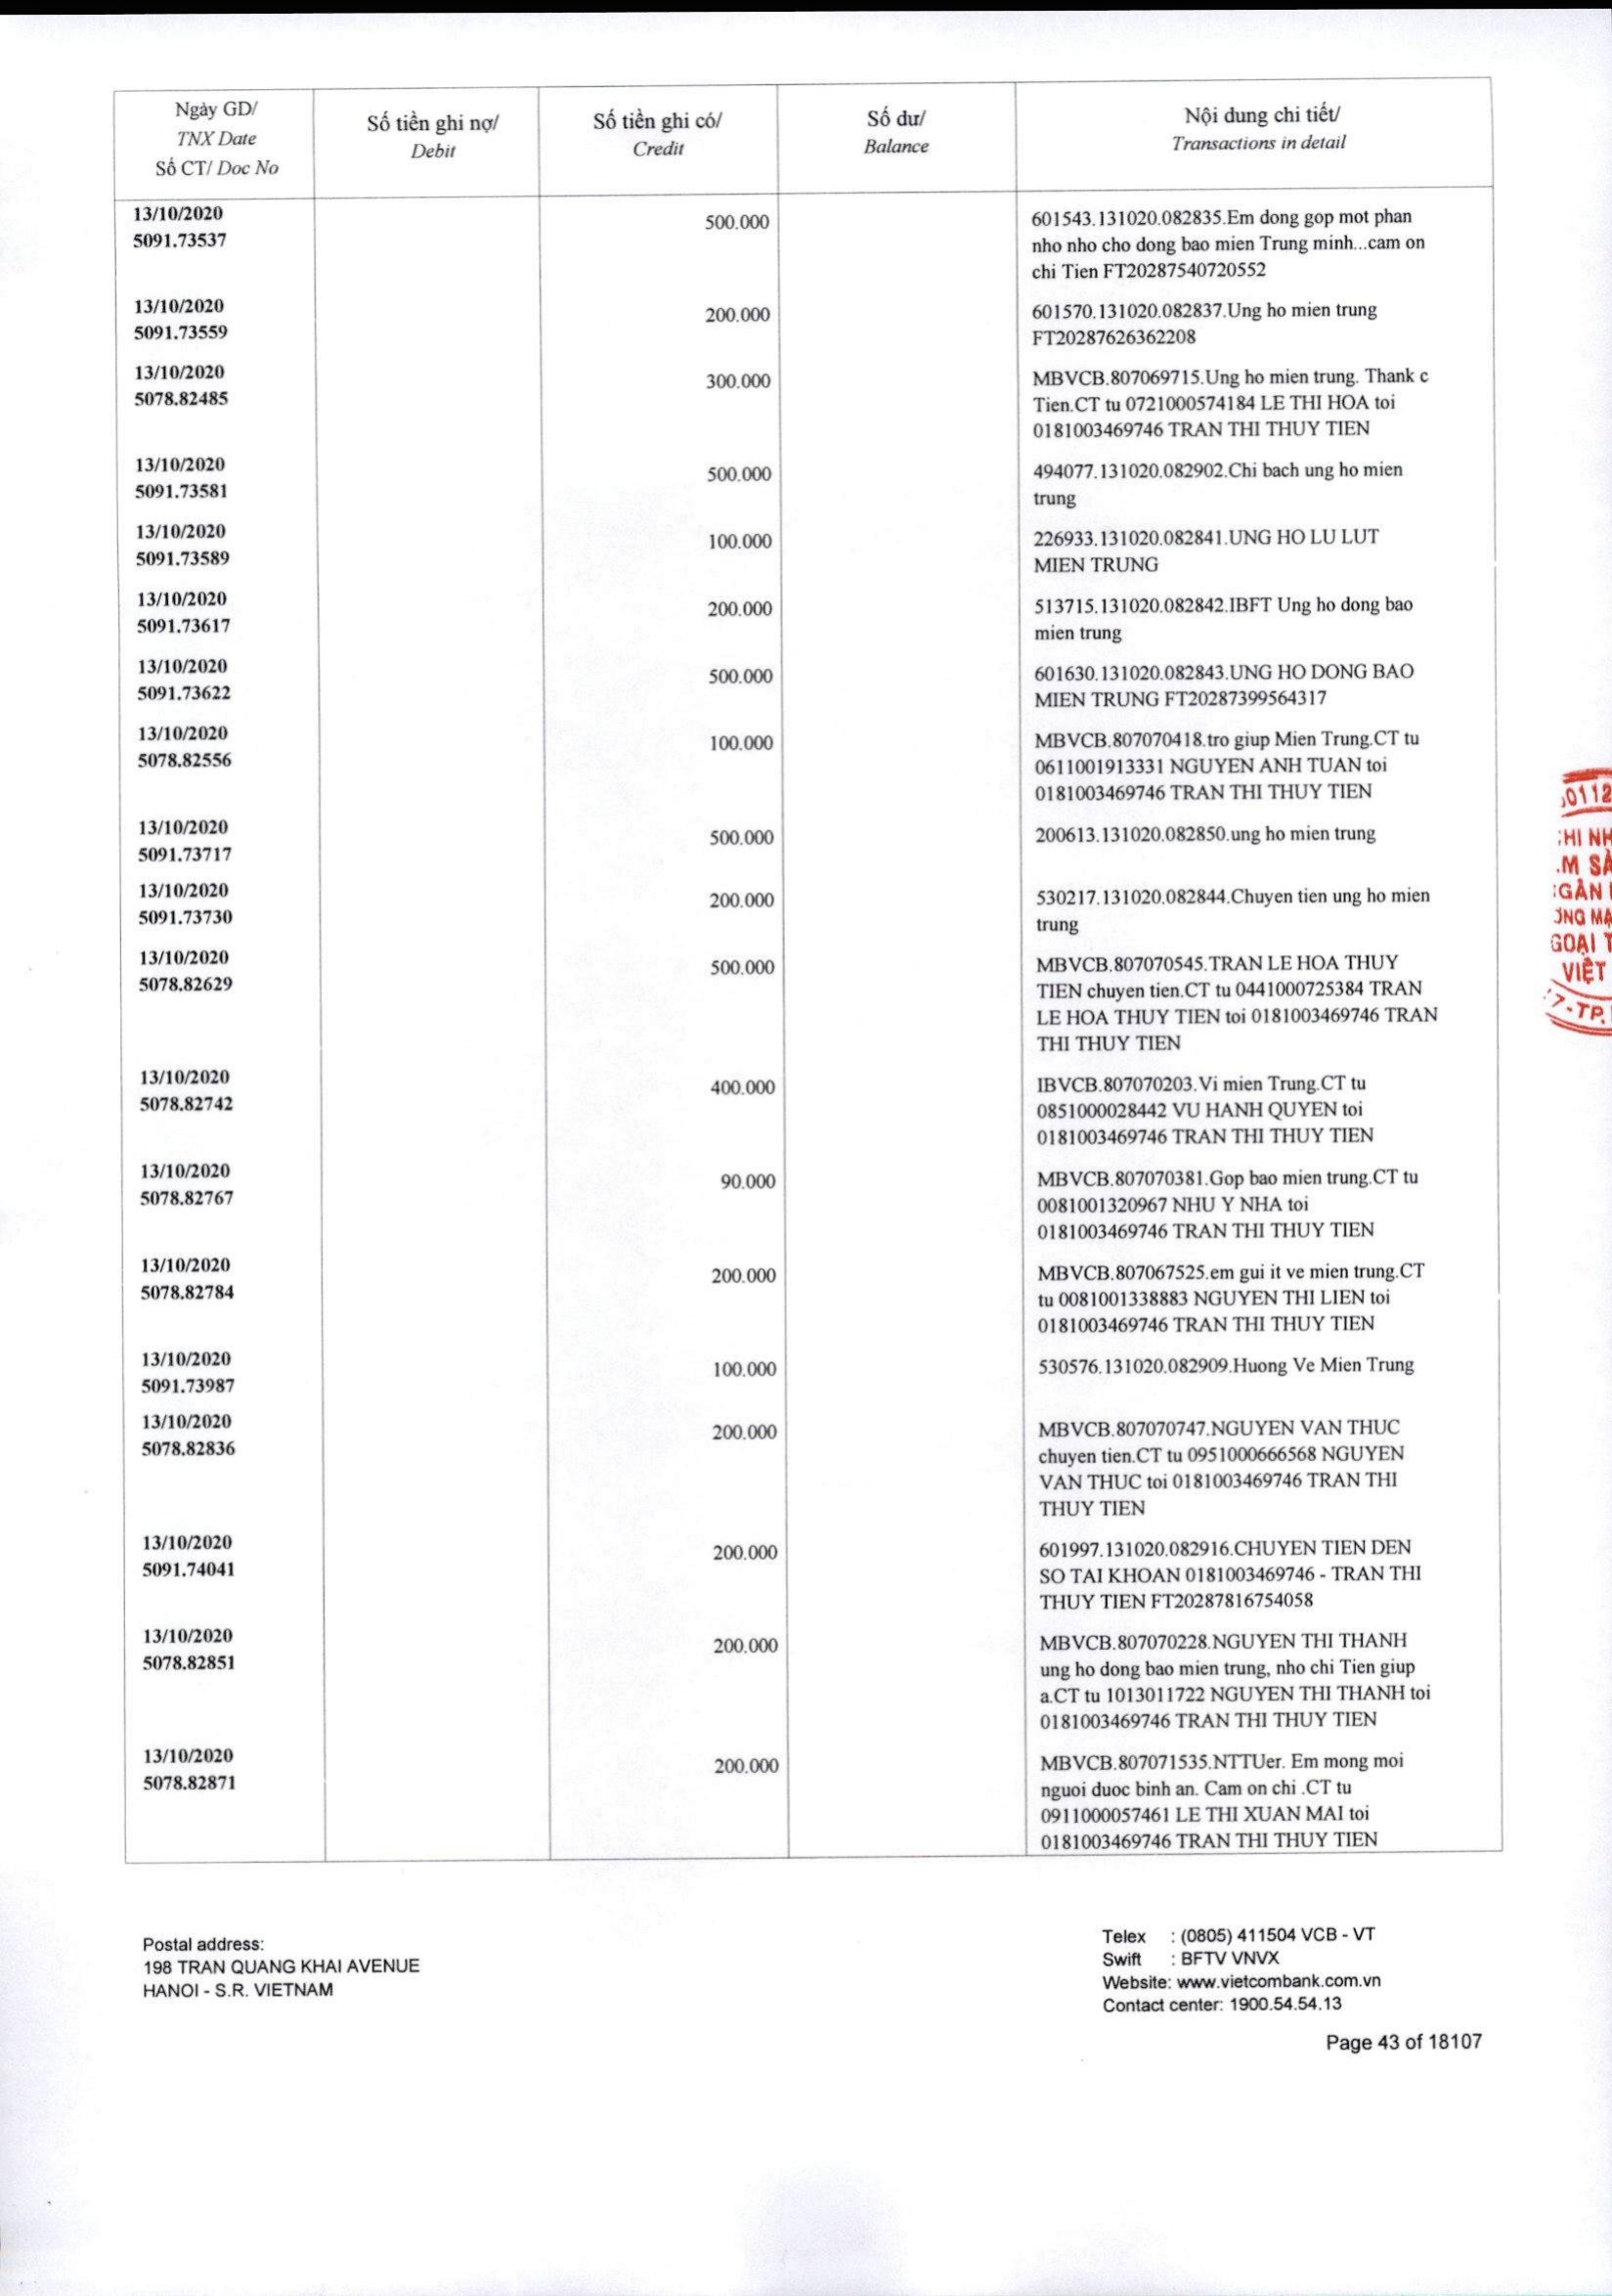 Ngày GD/
TNX Date
Số CT/ Doc No
Số tiền ghi nợ/
Debit
Số tiền ghi có/
Credit
Số dư/
Balance
Nội dung chi tiết/
Transactions in detail
13/10/2020
5091.73537
500.000
601543.131020.082835.Em dong gop mot phan
nho nho cho dong bao mien Trung minh...cam on
chi Tien FT20287540720552
13/10/2020
5091.73559
200.000
601570.131020.082837.Ung ho mien trung
FT20287626362208
13/10/2020
5078.82485
300.000
MBVCB.807069715.Ung ho mien trung. Thank c
Tien.CT tu 0721000574184 LE THI HOA toi
0181003469746 TRAN THI THUY TIEN
13/10/2020
5091.73581
500.000
494077.131020.082902.Chi bach ung ho mien
trung
13/10/2020
5091.73589
100.000
226933.131020.082841.UNG HO LU LUT
MIEN TRUNG
13/10/2020
5091.73617
200.000
513715.131020.082842.IBFT Ung ho dong bao
mien trung
13/10/2020
5091.73622
500.000
601630.131020.082843.UNG HO DONG BAO
MIEN TRUNG FT20287399564317
13/10/2020
5078.82556
100.000
MBVCB.807070418.tro giup Mien Trung.CT tu
0611001913331 NGUYEN ANH TUAN toi
0181003469746 TRAN THI THUY TIEN
13/10/2020
5091.73717
500.000
200613.131020.082850.ung ho mien trung
13/10/2020
5091.73730
200.000
530217.131020.082844.Chuyen tien ung ho mien
trung
13/10/2020
5078.82629
500.000
MBVCB.807070545.TRAN LE HOA THUY
TIEN chuyen tien.CT tu 0441000725384 TRAN
LE HOA THUY TIEN toi 0181003469746 TRAN
THI THUY TIEN
13/10/2020
5078.82742
400.000
IBVCB.807070203.Vi mien Trung.CT tu
0851000028442 VU HANH QUYEN toi
0181003469746 TRAN THI THUY TIEN
13/10/2020
5078.82767
90.000
MBVCB.807070381.Gop bao mien trung.CT tu
0081001320967 NHU Y NHA toi
0181003469746 TRAN THI THUY TIEN
13/10/2020
5078.82784
200.000
MBVCB.807067525.em gui it ve mien trung.CT
tu 0081001338883 NGUYEN THI LIEN toi
0181003469746 TRAN THI THUY TIEN
13/10/2020
5091.73987
100.000
530576.131020.082909.Huong Ve Mien Trung
13/10/2020
5078.82836
200.000
MBVCB.807070747.NGUYEN VAN THUC
chuyen tien.CT tu 0951000666568 NGUYEN
VAN THUC toi 0181003469746 TRAN THI
THUY TIEN
13/10/2020
5091.74041
200.000
601997.131020.082916.CHUYEN TIEN DEN
SO TAI KHOAN 0181003469746 - TRAN THI
THUY TIEN FT20287816754058
13/10/2020
5078.82851
200.000
MBVCB.807070228.NGUYEN THI THANH
ung ho dong bao mien trung, nho chi Tien giup
a.CT tu 1013011722 NGUYEN THI THANH toi
0181003469746 TRAN THI THUY TIEN
13/10/2020
5078.82871
200.000
MBVCB.807071535.NTTUer. Em mong moi
nguoi duoc binh an. Cam on chi .CT tu
0911000057461 LE THI XUAN MAI toi
0181003469746 TRAN THI THUY TIEN
0112
HI NH
M SÀ
GÂN
NG MẠ
GOẠI T
VIỆT
7-TP.
Postal address:
198 TRAN QUANG KHAI AVENUE
HANOI - S.R. VIETNAM
Telex : (0805) 411504 VCB - VT
Swift : BFTV VNVX
Website: www.vietcombank.com.vn
Contact center: 1900.54.54.13
Page 43 of 18107